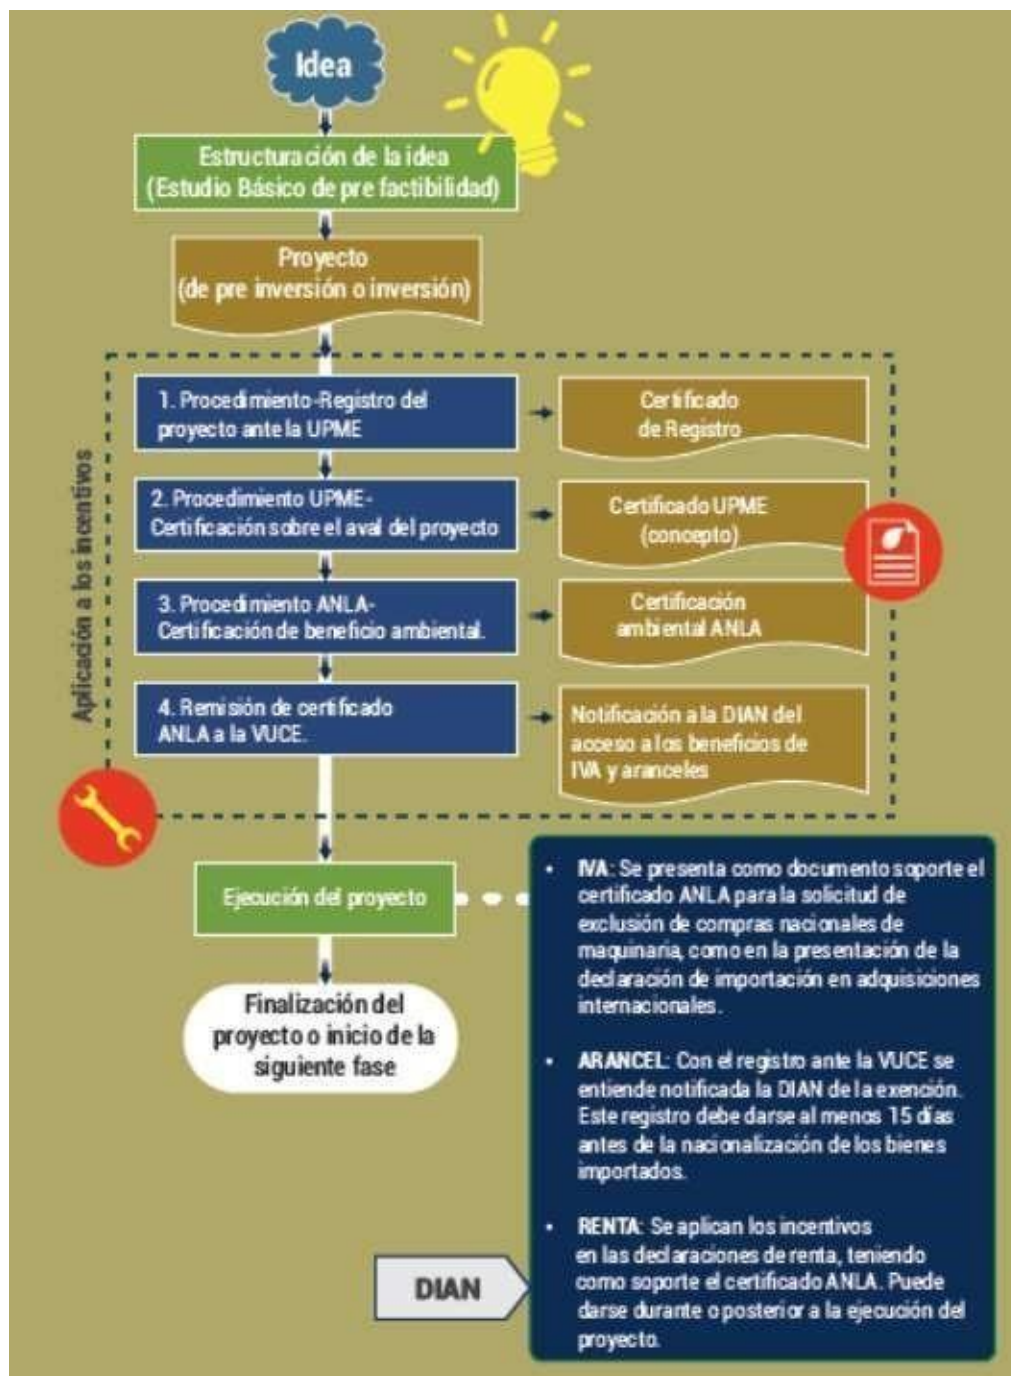 Idea
Estructuración de la idea
(Estudio Básico de pre factibilidad)
Proyecto
(de pre inversión o inversión)
Aplicación a los incentivos
1. Procedimiento-Registro del
proyecto ante la UPME
Certificado
de Registro
2. Procedimiento UPME-
Certificación sobre el aval del proyecto
Certificado UPME
(concepto)
3. Procedimiento ANLA-
Certificación de beneficio ambiental.
Certificación
ambiental ANLA
4. Remisión de certificado
ANLA a la VUCE.
Notificación a la DIAN del
acceso a los beneficios de
IVA y aranceles
Ejecución del proyecto
Finalización del
proyecto o inicio de la
siguiente fase
• IVA: Se presenta como documento soporte el
certificado ANLA para la solicitud de
exclusión de compras nacionales de
maquinaria, como en la presentación de la
declaración de importación en adquisiciones
internacionales.
• ARANCEL: Con el registro ante la VUCE se
entiende notificada la DIAN de la exención.
Este registro debe darse al menos 15 días
antes de la nacionalización de los bienes
importados.
• RENTA: Se aplican los incentivos
en las declaraciones de renta, teniendo
como soporte el certificado ANLA. Puede
darse durante o posterior a la ejecución del
proyecto.
DIAN